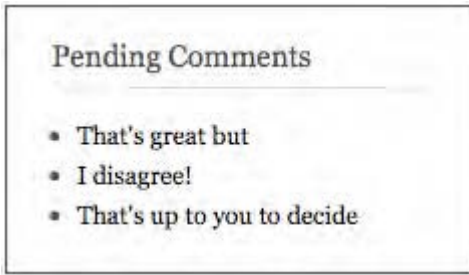 Pending Comments
That's great but
I disagree!
That's up to you to decide